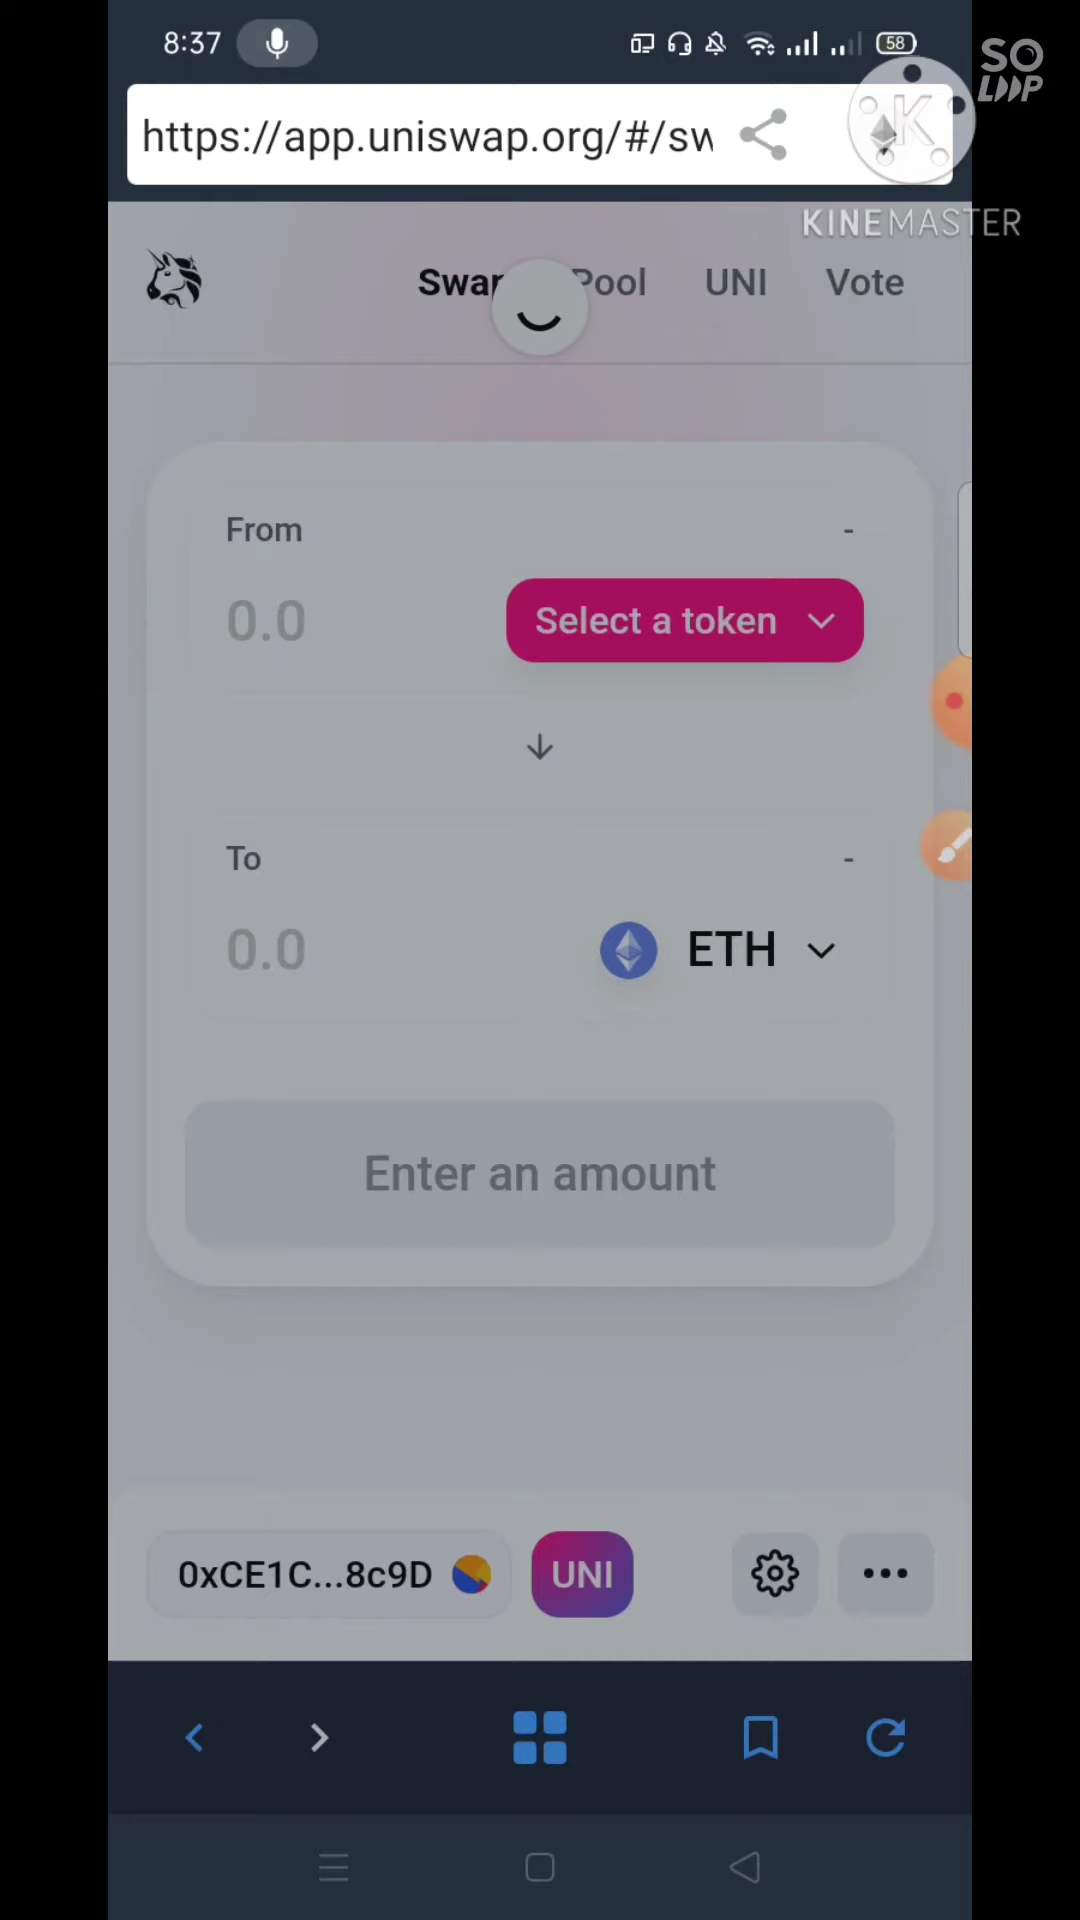 8:37
58
SO
LOOP
https://app.uniswap.org/#/sw
K
KINEMASTER
Swap Pool UNI Vote
From -
0.0 Select a token
To -
0.0 ETH
Enter an amount
0xCE1C...8c9D UNI